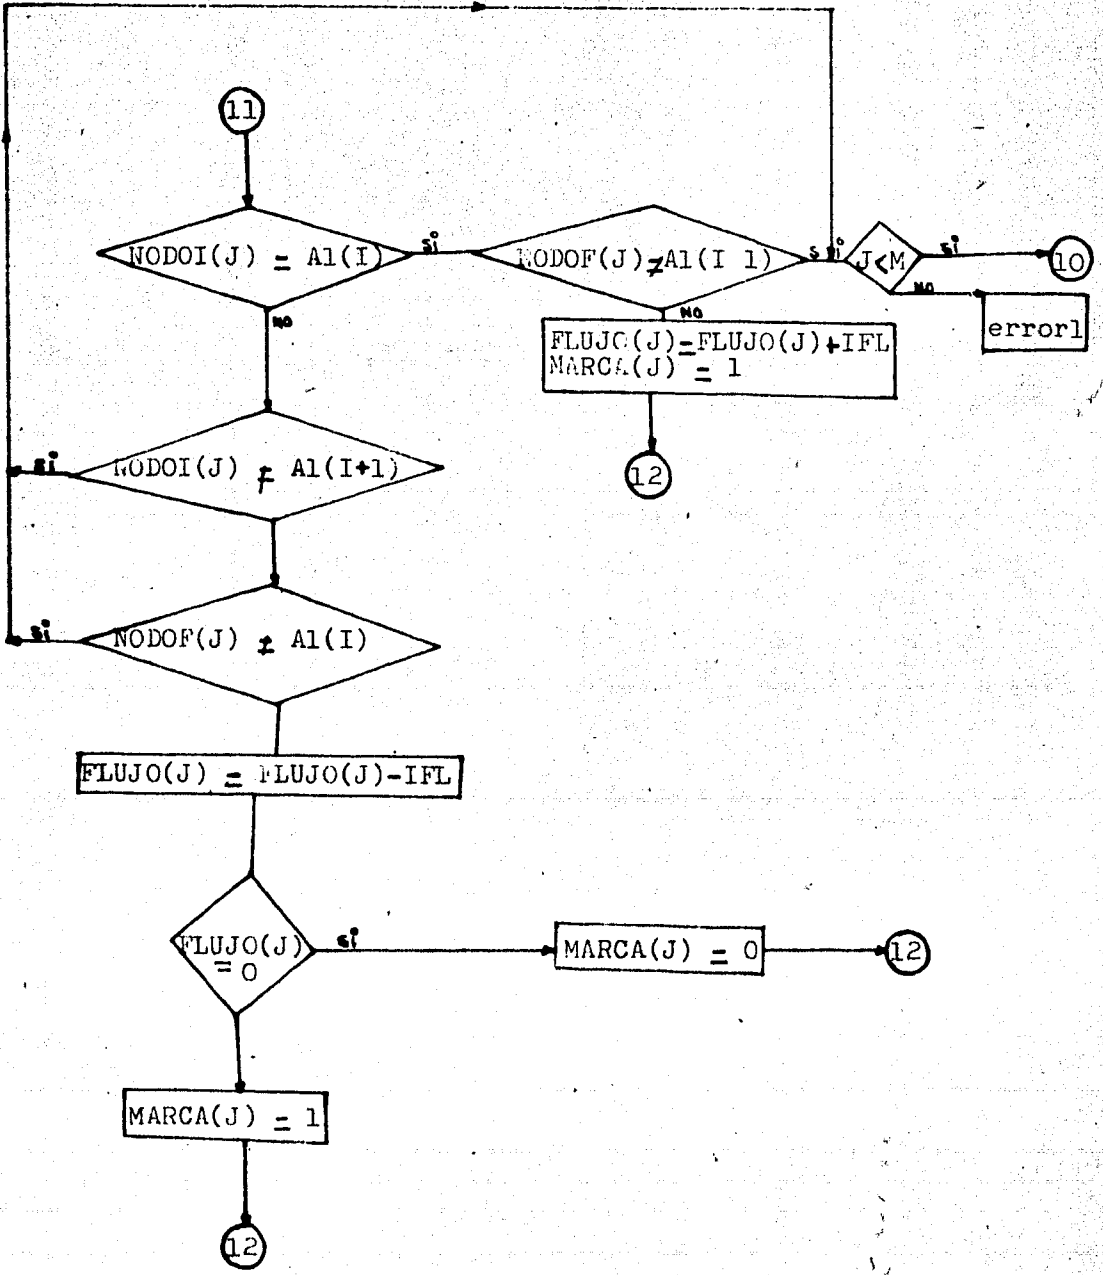 11
NODOI(J) = A1(I)
si
NODOF(J)≠A1(I 1)
si
J<M
si
10
NO
NO
NO
error1
FLUJO(J)=FLUJO(J)+IFL
MARCA(J) = 1
12
si
NODOI(J) ≠ A1(I+1)
si
NODOF(J) ≠ A1(I)
FLUJO(J) = FLUJO(J)-IFL
FLUJO(J)
= 0
si
MARCA(J) = 0
12
MARCA(J) = 1
12